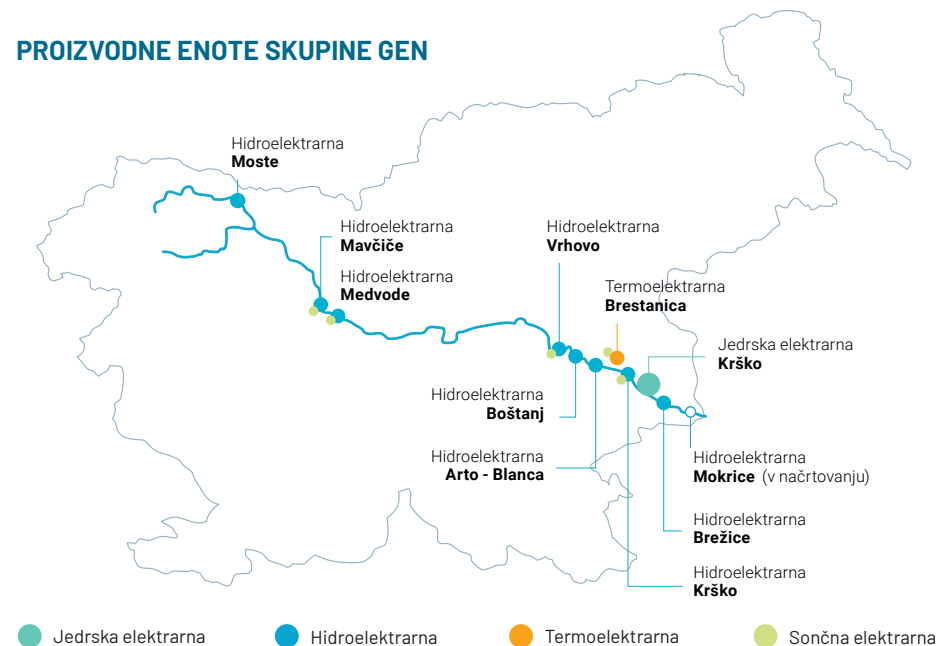 PROIZVODNE ENOTE SKUPINE GEN
Hidroelektrarna
Moste
Hidroelektrarna
Mavčiče
Hidroelektrarna
Medvode
Hidroelektrarna
Vrhovo
Termoelektrarna
Brestanica
Jedrska elektrarna
Krško
Hidroelektrarna
Boštanj
Hidroelektrarna
Arto - Blanca
Hidroelektrarna
Mokrice (v načrtovanju)
Hidroelektrarna
Brežice
Hidroelektrarna
Krško
Jedrska elektrarna
Hidroelektrarna
Termoelektrarna
Sončna elektrarna